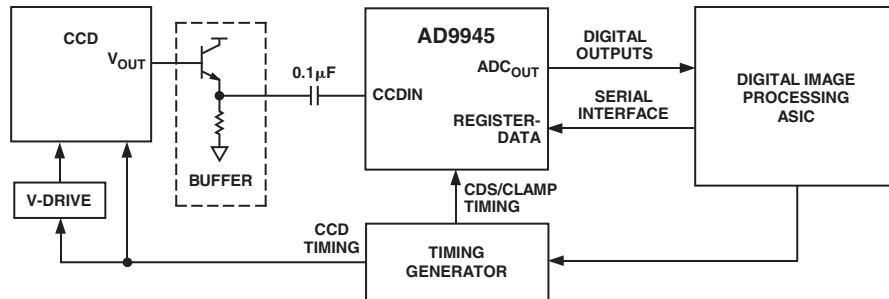 CCD
VOUT
BUFFER
0.1μF
AD9945
CCDIN
ADCOUT
REGISTER-
DATA
DIGITAL
OUTPUTS
SERIAL
INTERFACE
DIGITAL IMAGE
PROCESSING
ASIC
V-DRIVE
CCD
TIMING
CDS/CLAMP
TIMING
TIMING
GENERATOR